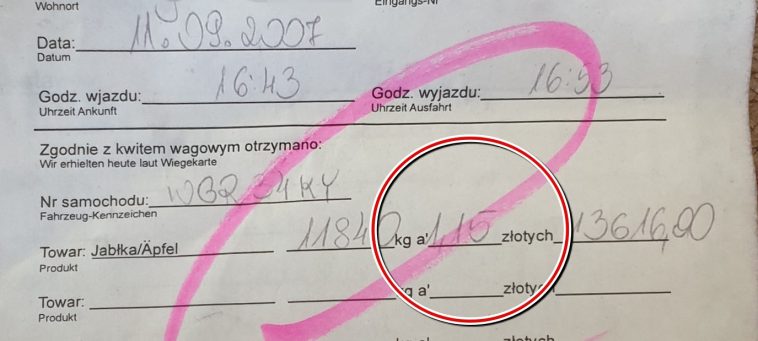 Wohnort Eingangs-Nr
Data: 11.09.2007
Datum
Godz. wjazdu: 16:43 Godz. wyjazdu: 16:53
Uhrzeit Ankunft Uhrzeit Ausfahrt
Zgodnie z kwitem wagowym otrzymano:
Wir erhielten heute laut Wiegekarte
Nr samochodu: WGR 34KY
Fahrzeug-Kennzeichen
Towar: Jabłka/Äpfel 11840 kg a' 1,15 złotych 13616,00
Produkt
Towar: kg a' złotych
Produkt
kg a' złotych